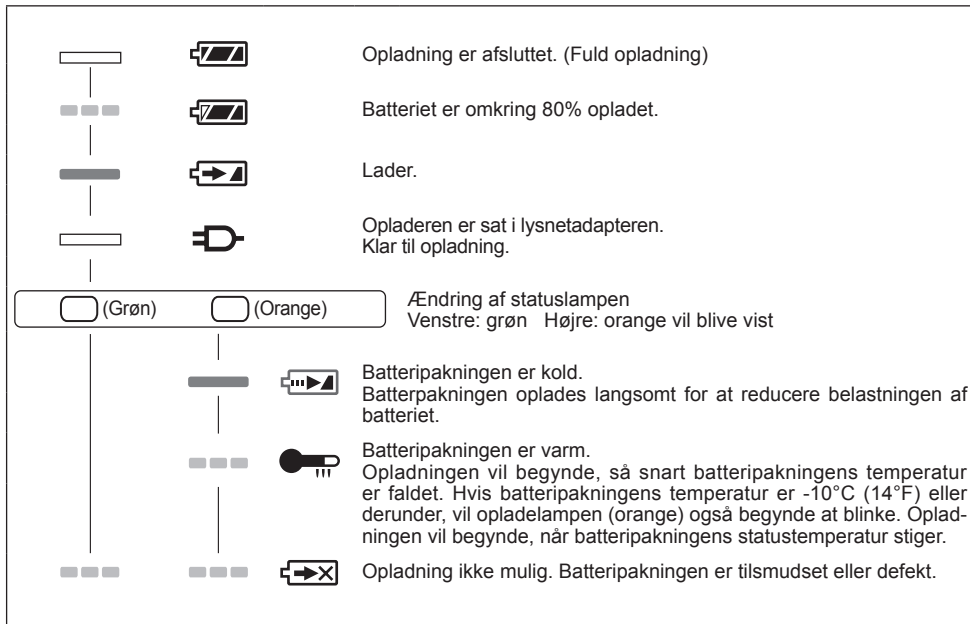 Opladning er afsluttet. (Fuld opladning)
Batteriet er omkring 80% opladet.
Lader.
Opladeren er sat i lysnetadapteren.
Klar til opladning.
(Grøn) (Orange)
Ændring af statuslampen
Venstre: grøn Højre: orange vil blive vist
Batteripakningen er kold.
Batterpakningen oplades langsomt for at reducere belastningen af
batteriet.
Batteripakningen er varm.
Opladningen vil begynde, så snart batteripakningens temperatur
er faldet. Hvis batteripakningens temperatur er -10°C (14°F) eller
derunder, vil opladelampen (orange) også begynde at blinke. Oplad-
ningen vil begynde, når batteripakningens statustemperatur stiger.
Opladning ikke mulig. Batteripakningen er tilsmudset eller defekt.